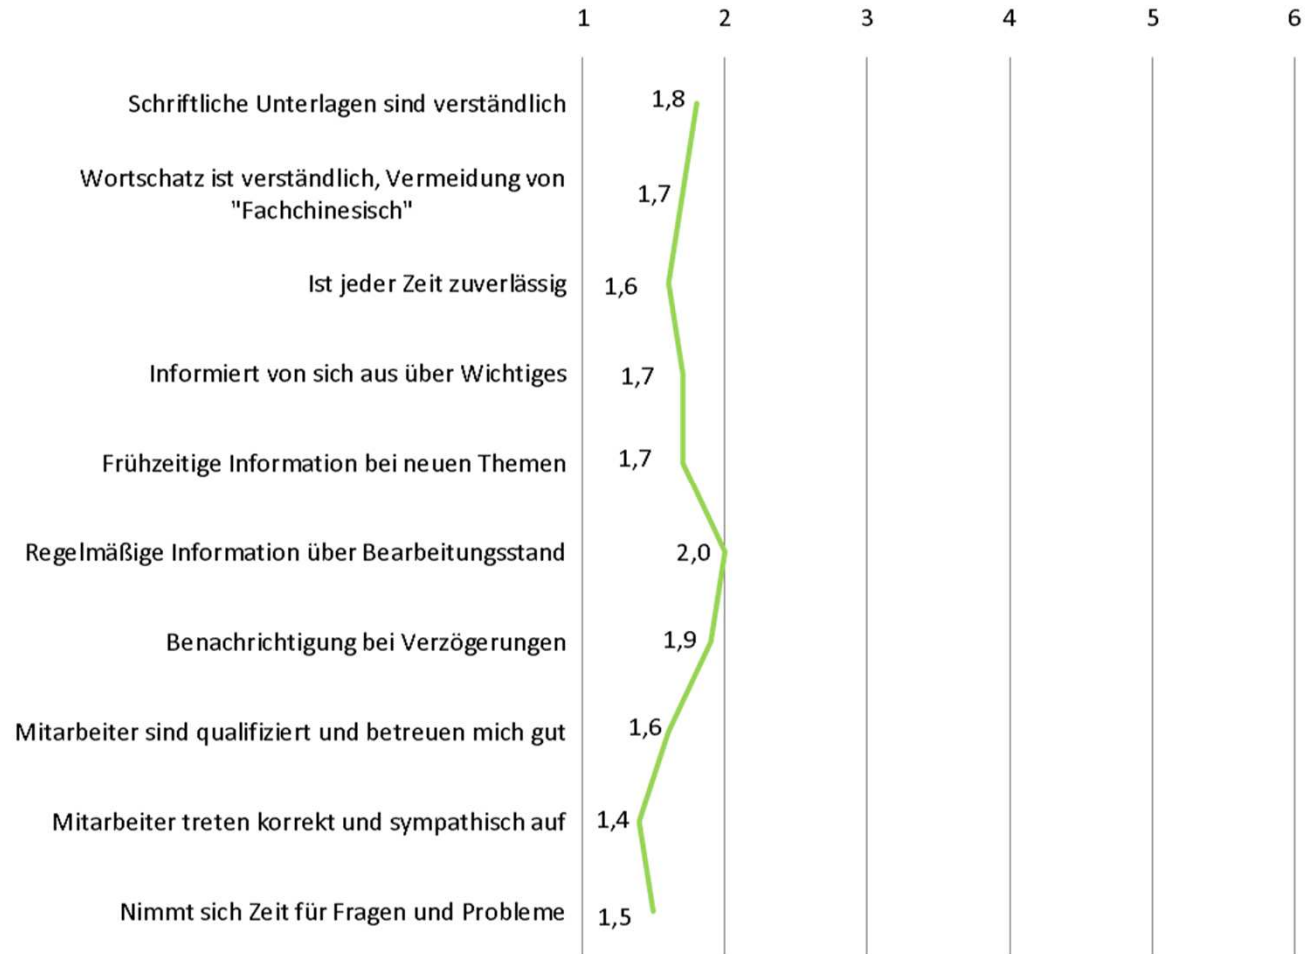 1 2 3 4 5 6
Schriftliche Unterlagen sind verständlich 1,8
Wortschatz ist verständlich, Vermeidung von
"Fachchinesisch" 1,7
Ist jeder Zeit zuverlässig 1,6
Informiert von sich aus über Wichtiges 1,7
Frühzeitige Information bei neuen Themen 1,7
Regelmäßige Information über Bearbeitungsstand 2,0
Benachrichtigung bei Verzögerungen 1,9
Mitarbeiter sind qualifiziert und betreuen mich gut 1,6
Mitarbeiter treten korrekt und sympathisch auf 1,4
Nimmt sich Zeit für Fragen und Probleme 1,5